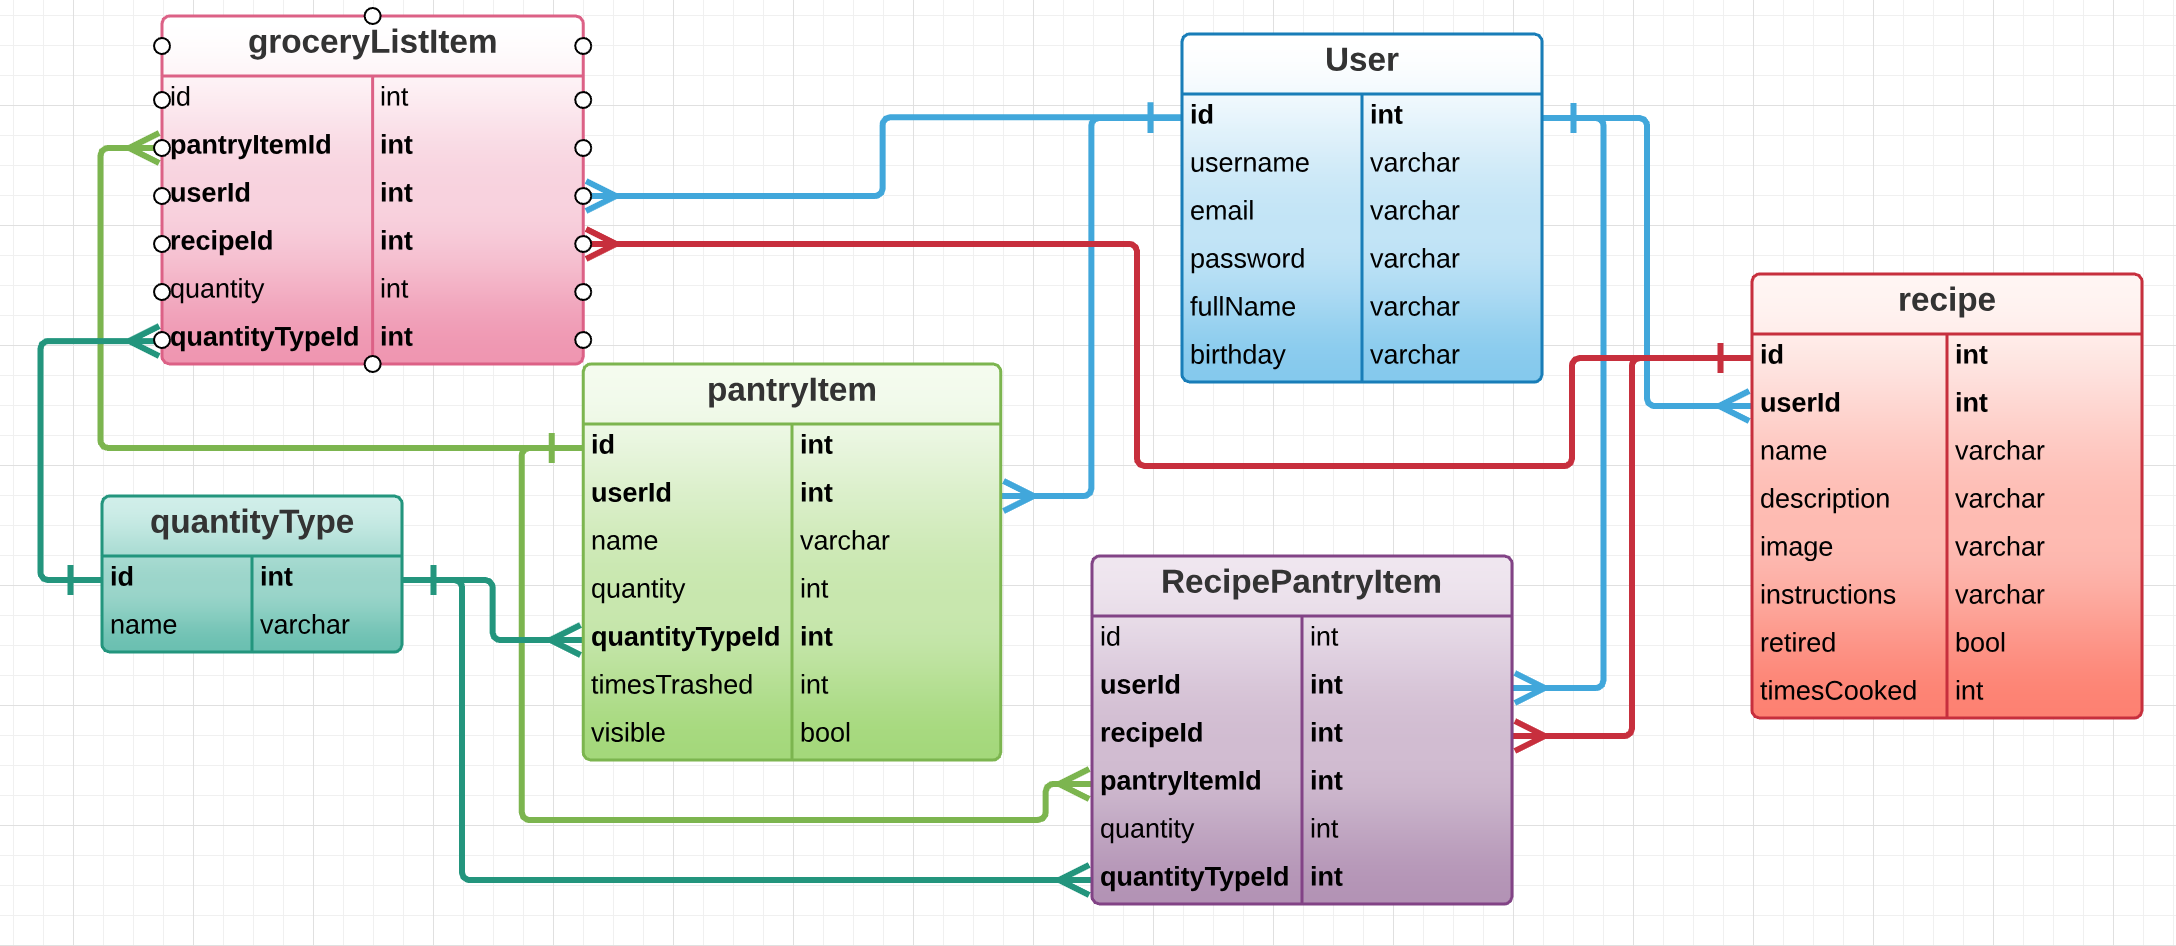 groceryListItem
id int
pantryItemId int
userId int
recipeId int
quantity int
quantityTypeId int
User
id int
username varchar
email varchar
password varchar
fullName varchar
birthday varchar
recipe
id int
userId int
name varchar
description varchar
image varchar
instructions varchar
retired bool
timesCooked int
pantryItem
id int
userId int
name varchar
quantity int
quantityTypeId int
timesTrashed int
visible bool
quantityType
id int
name varchar
RecipePantryItem
id int
userId int
recipeId int
pantryItemId int
quantity int
quantityTypeId int